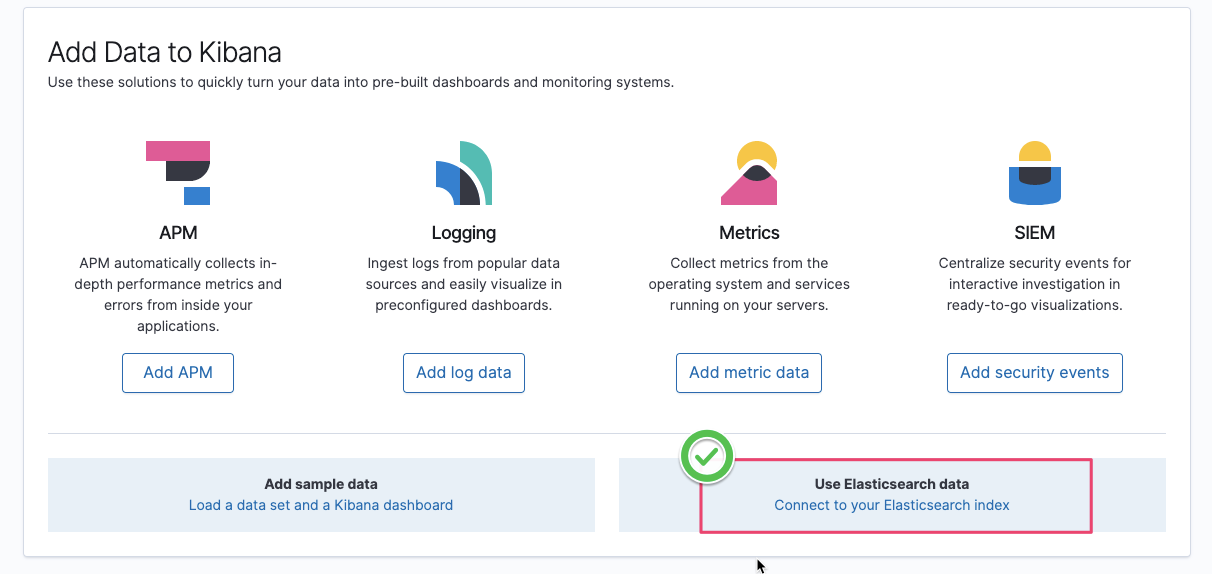 Add Data to Kibana
Use these solutions to quickly turn your data into pre-built dashboards and monitoring systems.
APM
APM automatically collects in-
depth performance metrics and
errors from inside your
applications.
Add APM
Logging
Ingest logs from popular data
sources and easily visualize in
preconfigured dashboards.
Add log data
Metrics
Collect metrics from the
operating system and services
running on your servers.
Add metric data
SIEM
Centralize security events for
interactive investigation in
ready-to-go visualizations.
Add security events
Add sample data
Load a data set and a Kibana dashboard
Use Elasticsearch data
Connect to your Elasticsearch index